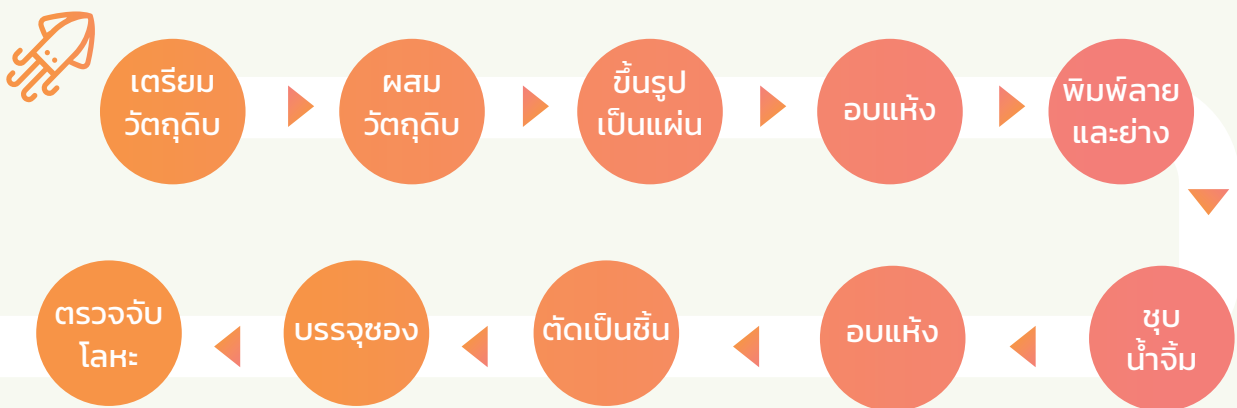 เตรียม
วัตถุดิบ
ผสม
วัตถุดิบ
ขึ้นรูป
เป็นแผ่น
อบแห้ง
พิมพ์ลาย
และย่าง
ชุบ
น้ำจิ้ม
อบแห้ง
ตัดเป็นชิ้น
บรรจุซอง
ตรวจจับ
โลหะ